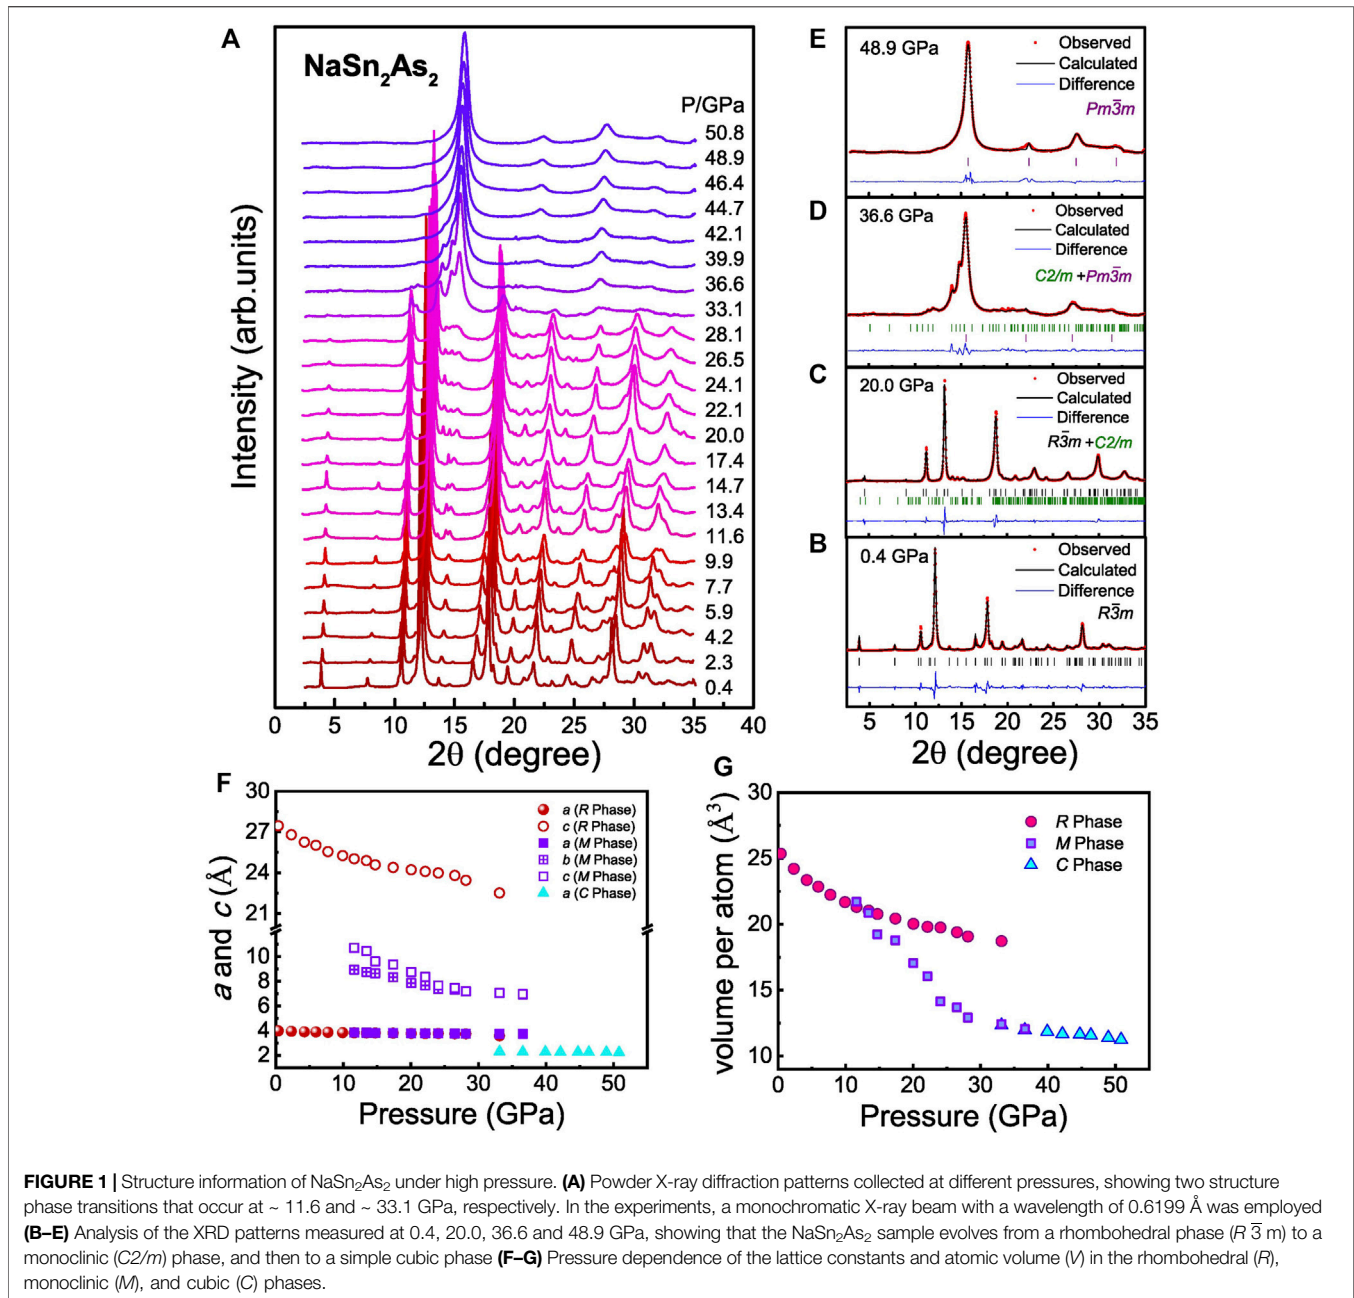 A
NaSn₂As₂
P/GPa
50.8
48.9
46.4
44.7
42.1
39.9
36.6
33.1
28.1
26.5
24.1
22.1
20.0
17.4
14.7
13.4
11.6
9.9
7.7
5.9
4.2
2.3
0.4
Intensity (arb.units)
0 5 10 15 20 25 30 35 40
2θ (degree)
E
48.9 GPa
Observed
Calculated
Difference
Pm3̅m
D
36.6 GPa
Observed
Calculated
Difference
C2/m +Pm3̅m
C
20.0 GPa
Observed
Calculated
Difference
R3̅m +C2/m
B
0.4 GPa
Observed
Calculated
Difference
R3̅m
5 10 15 20 25 30 35
2θ (degree)
F
30
27
24
21
10
8
6
4
2
a and c (Å)
a (R Phase)
c (R Phase)
a (M Phase)
b (M Phase)
c (M Phase)
a (C Phase)
0 10 20 30 40 50
Pressure (GPa)
G
30
25
20
15
10
volume per atom (Å³)
R Phase
M Phase
C Phase
0 10 20 30 40 50
Pressure (GPa)
FIGURE 1 | Structure information of NaSn₂As₂ under high pressure. (A) Powder X-ray diffraction patterns collected at different pressures, showing two structure
phase transitions that occur at ~ 11.6 and ~ 33.1 GPa, respectively. In the experiments, a monochromatic X-ray beam with a wavelength of 0.6199 Å was employed
(B–E) Analysis of the XRD patterns measured at 0.4, 20.0, 36.6 and 48.9 GPa, showing that the NaSn₂As₂ sample evolves from a rhombohedral phase (R 3̅ m) to a
monoclinic (C2/m) phase, and then to a simple cubic phase (F–G) Pressure dependence of the lattice constants and atomic volume (V) in the rhombohedral (R),
monoclinic (M), and cubic (C) phases.